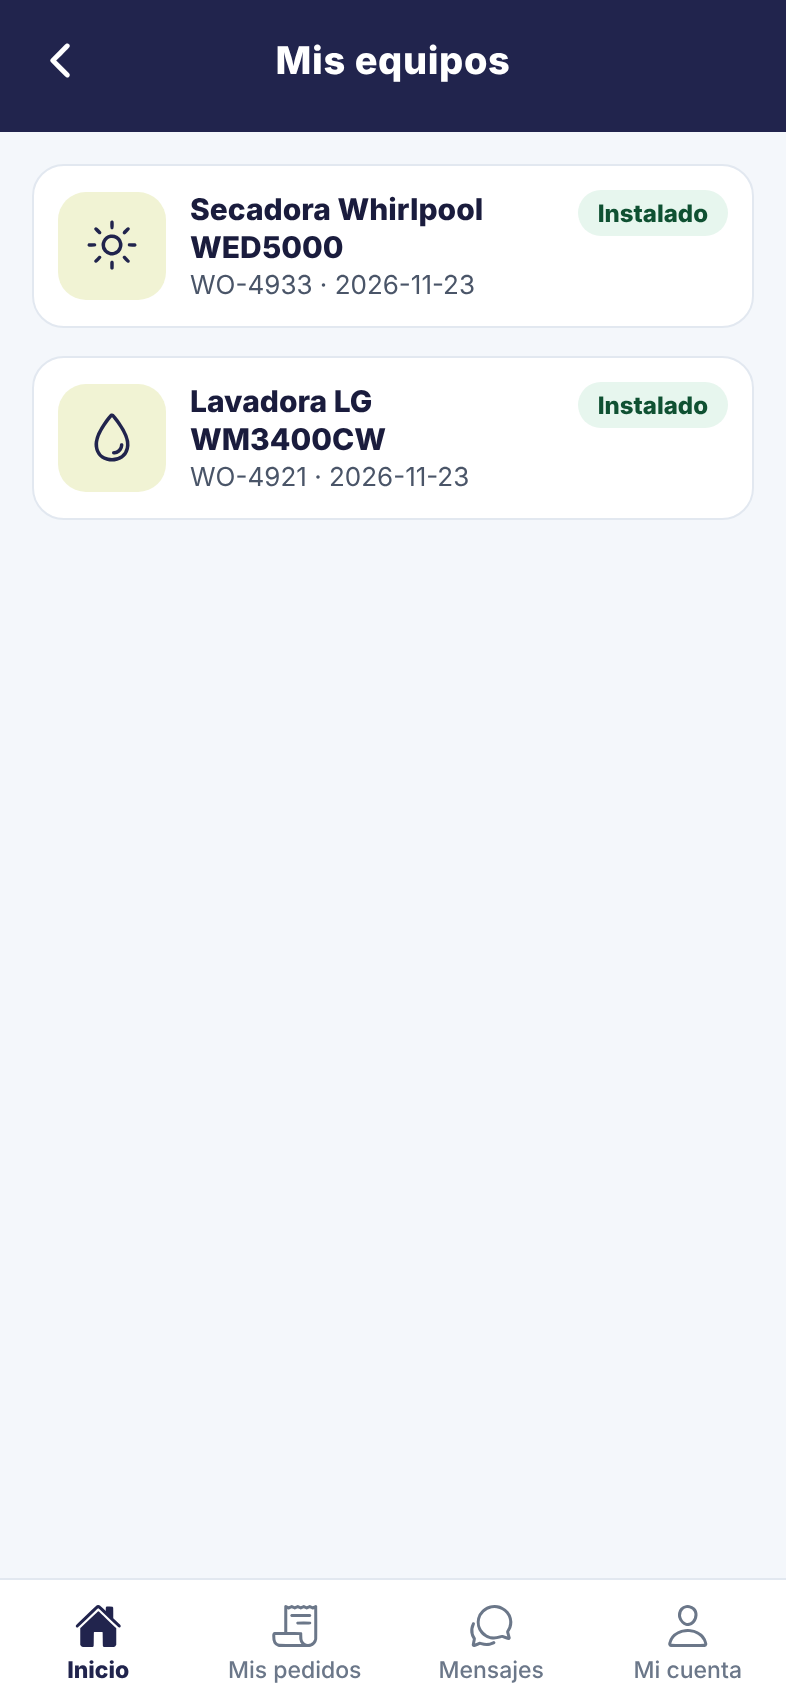 Mis equipos
Secadora Whirlpool
WED5000
WO-4933 · 2026-11-23
Instalado
Lavadora LG
WM3400CW
WO-4921 · 2026-11-23
Instalado
Inicio
Mis pedidos
Mensajes
Mi cuenta